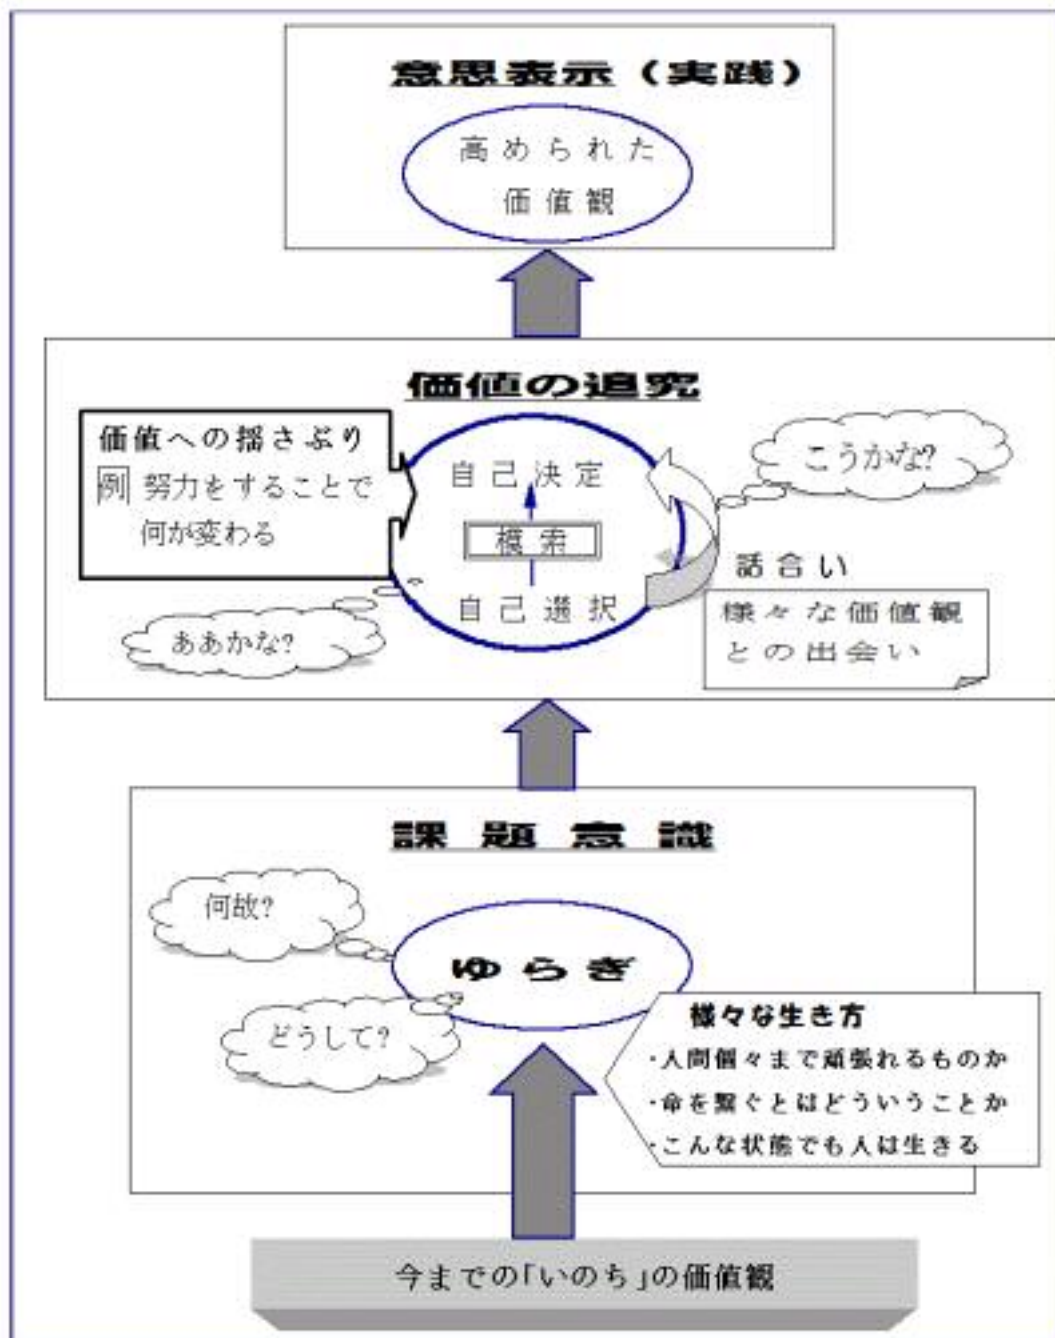 意思表示(実践)
高められた
価値観
価値の追究
価値への揺さぶり
例 努力をすることで
何が変わる
自己決定
模索
自己選択
こうかな?
ああかな?
話合い
様々な価値観
との出会い
課題意識
何故?
ゆらぎ
どうして?
様々な生き方
・人間個々まで頑張れるものか
・命を繋ぐとはどういうことか
・こんな状態でも人は生きる
今までの「いのち」の価値観